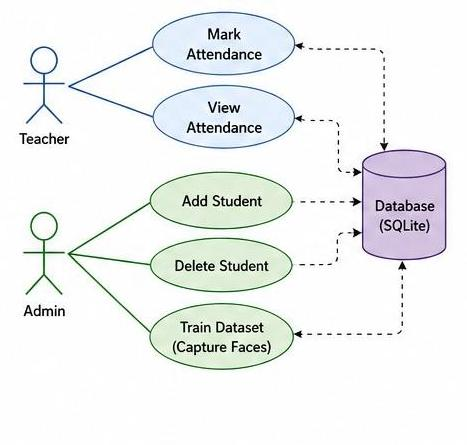 Mark
Attendance
Teacher
View
Attendance
Add Student
Database
(SQLite)
Delete Student
Admin
Train Dataset
(Capture Faces)